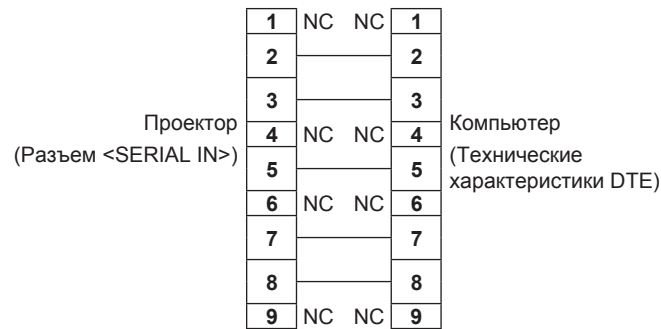 1 NC NC 1
2 2
3 3
Проектор
(Разъем <SERIAL IN>)
4 NC NC 4
Компьютер
(Технические
характеристики DTE)
5 5
6 NC NC 6
7 7
8 8
9 NC NC 9